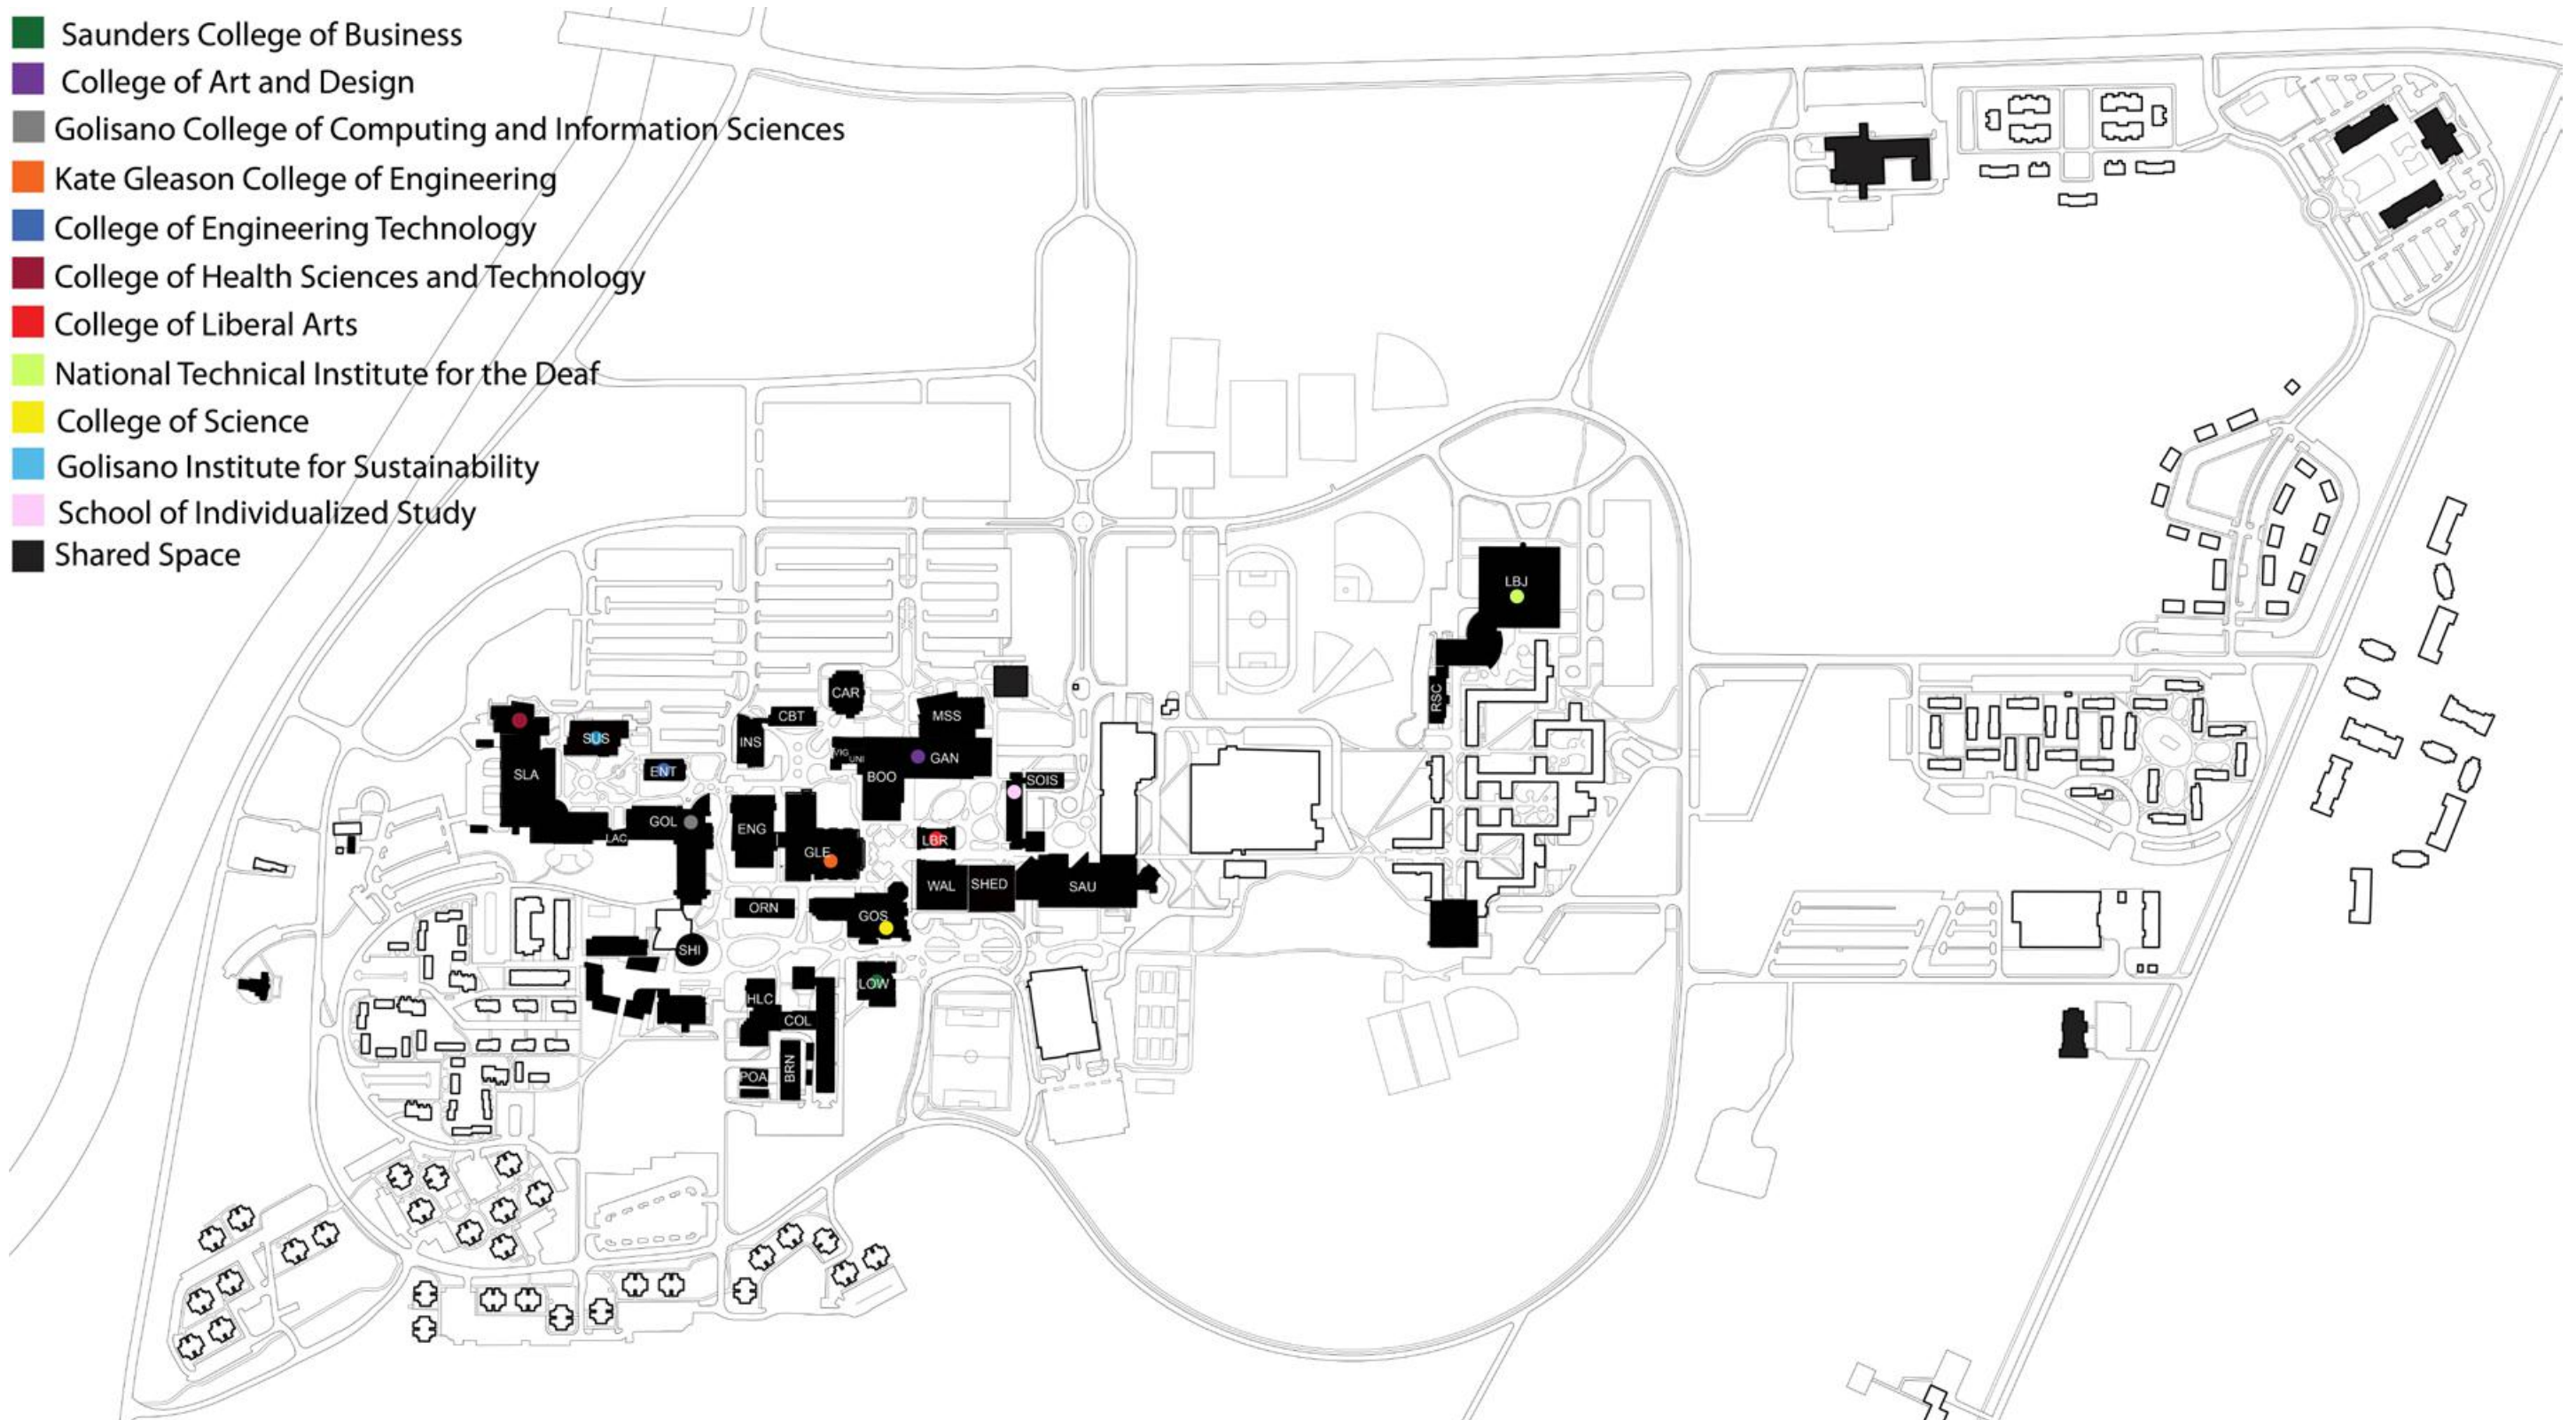 Saunders College of Business
College of Art and Design
Golisano College of Computing and Information Sciences
Kate Gleason College of Engineering
College of Engineering Technology
College of Health Sciences and Technology
College of Liberal Arts
National Technical Institute for the Deaf
College of Science
Golisano Institute for Sustainability
School of Individualized Study
Shared Space
LBJ
RSC
CAR
CBT
MSS
INS
SUS
VIG
UNI
GAN
ENT
SLA
BOO
SOIS
GOL
LAC
ENG
LBR
GLE
WAL
SHED
SAU
ORN
GOS
SHI
LOW
HLC
COL
BRN
POA